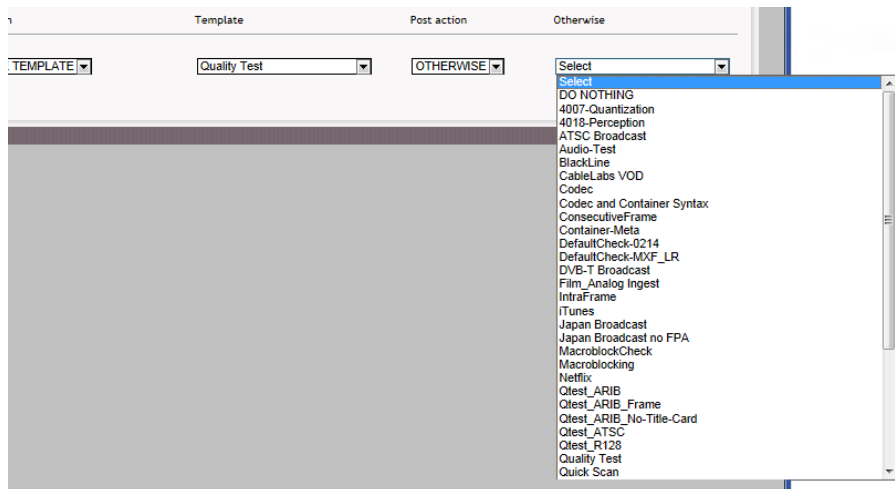 n Template Post action Otherwise
E TEMPLATE Quality Test OTHERWISE Select
Select
DO NOTHING
4007-Quantization
4018-Perception
ATSC Broadcast
Audio-Test
BlackLine
CableLabs VOD
Codec
Codec and Container Syntax
ConsecutiveFrame
Container-Meta
DefaultCheck-0214
DefaultCheck-MXF_LR
DVB-T Broadcast
Film_Analog Ingest
IntraFrame
iTunes
Japan Broadcast
Japan Broadcast no FPA
MacroblockCheck
Macroblocking
Netflix
Qtest_ARIB
Qtest_ARIB_Frame
Qtest_ARIB_No-Title-Card
Qtest_ATSC
Qtest_R128
Quality Test
Quick Scan